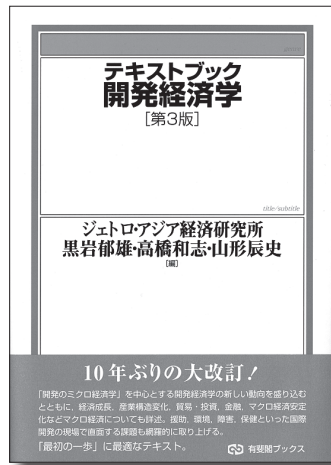 テキストブック
開発経済学
[第3版]
title/subtitle
ジェトロ・アジア経済研究所
黒岩郁雄・高橋和志・山形辰史
[編]
10年ぶりの大改訂！
「開発のミクロ経済学」を中心とする開発経済学の新しい動向を盛り込む
とともに、経済成長、産業構造変化、貿易・投資、金融、マクロ経済安定
化などマクロ経済についても詳述。援助、環境、障害、保健といった国際
開発の現場で直面する課題も網羅的に取り上げる。
「最初の一歩」に最適なテキスト。
有斐閣ブックス